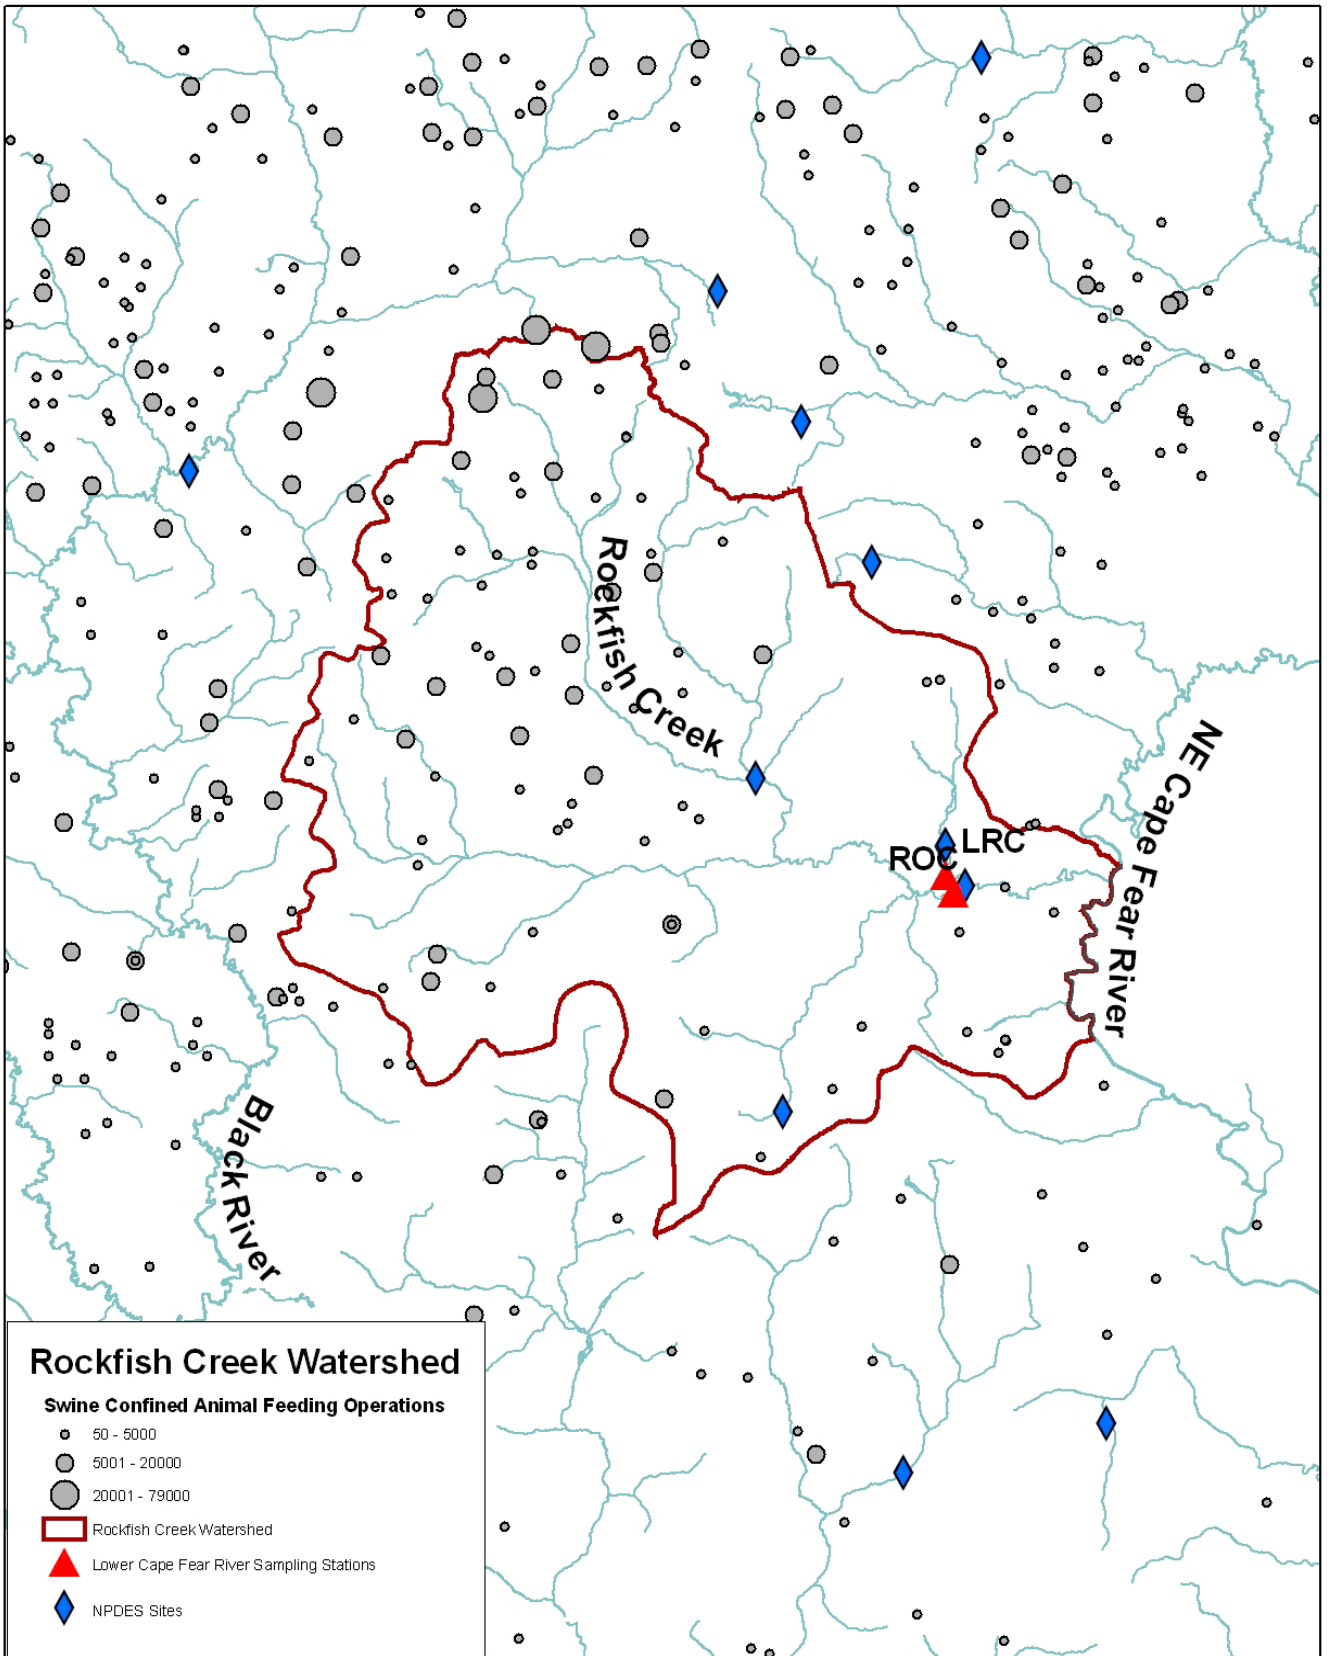 Rockfish Creek
NE Cape Fear River
LRC
ROC
Black River
Rockfish Creek Watershed
Swine Confined Animal Feeding Operations
50 - 5000
5001 - 20000
20001 - 79000
Rockfish Creek Watershed
Lower Cape Fear River Sampling Stations
NPDES Sites